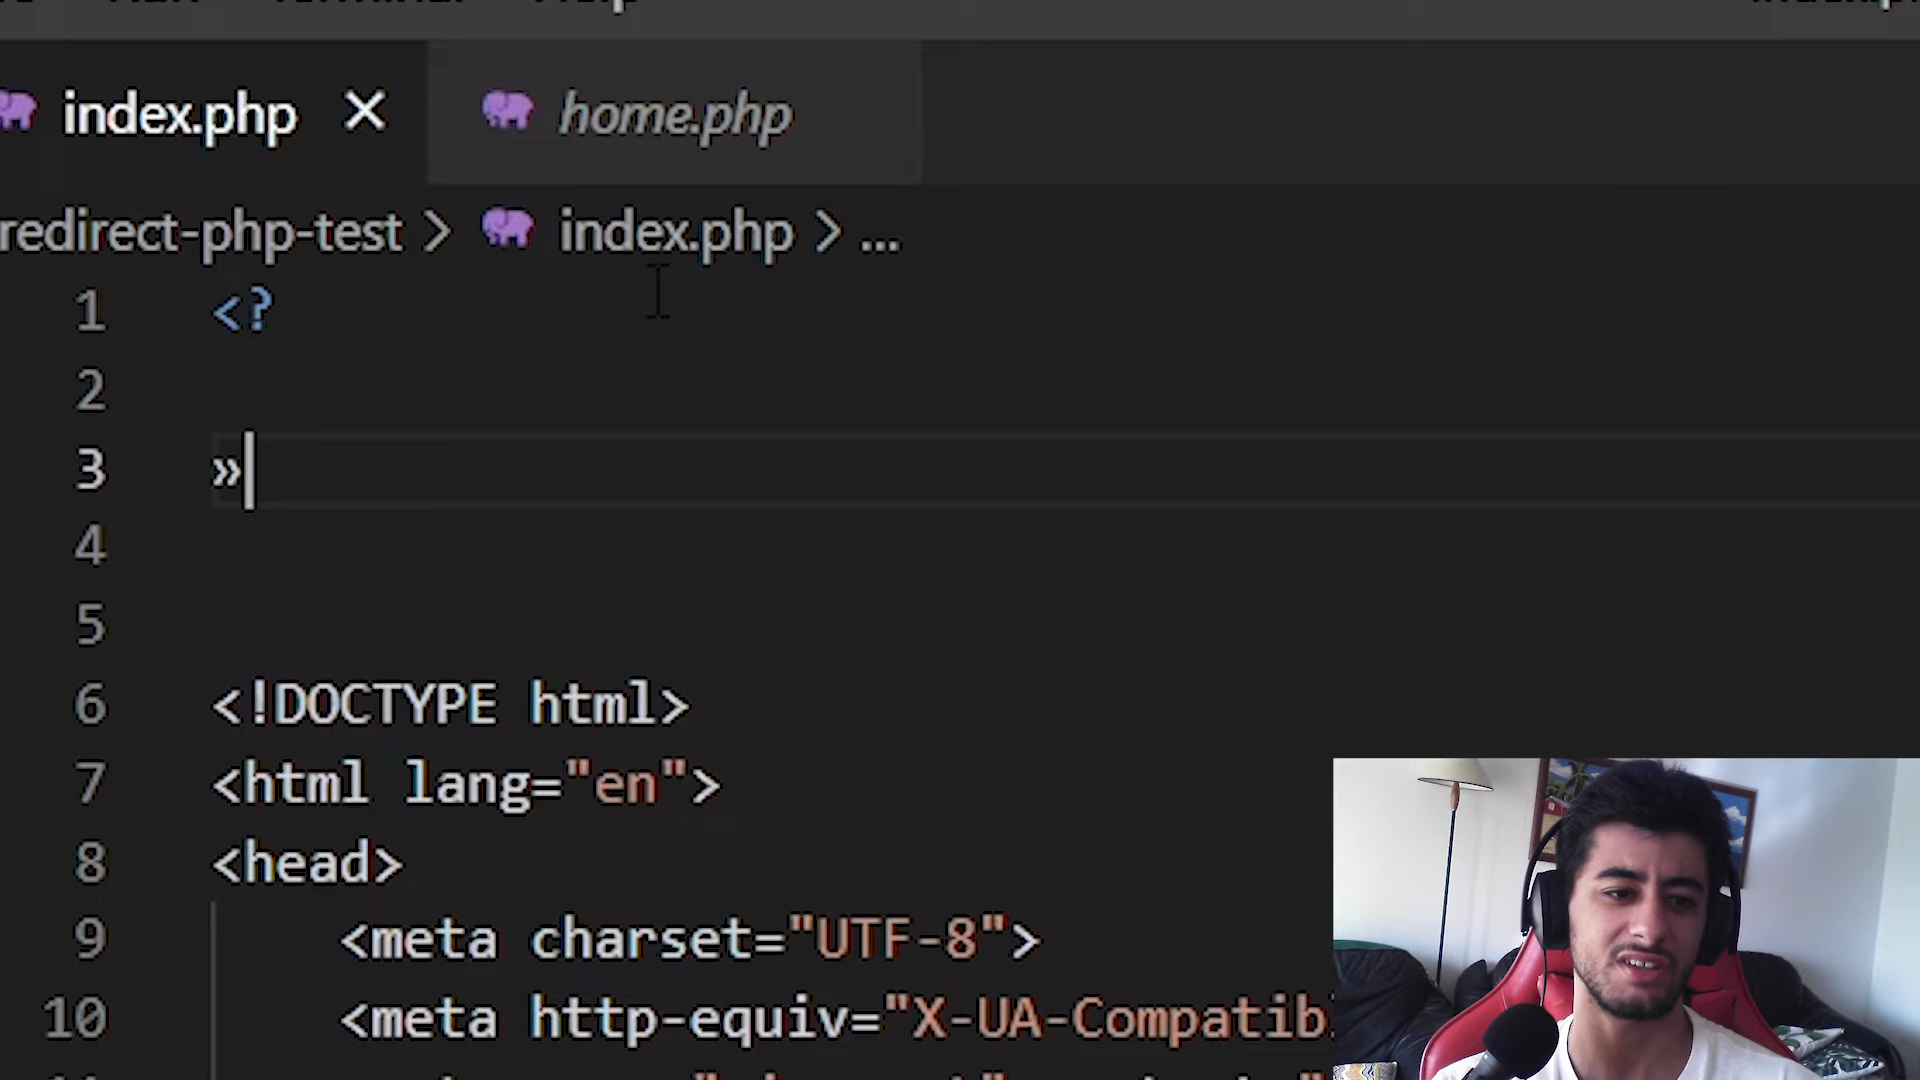 index.php
home.php
redirect-php-test > index.php > ...
1 <?
2
3 »
4
5
6 <!DOCTYPE html>
7 <html lang="en">
8 <head>
9 <meta charset="UTF-8">
10 <meta http-equiv="X-UA-Compatib